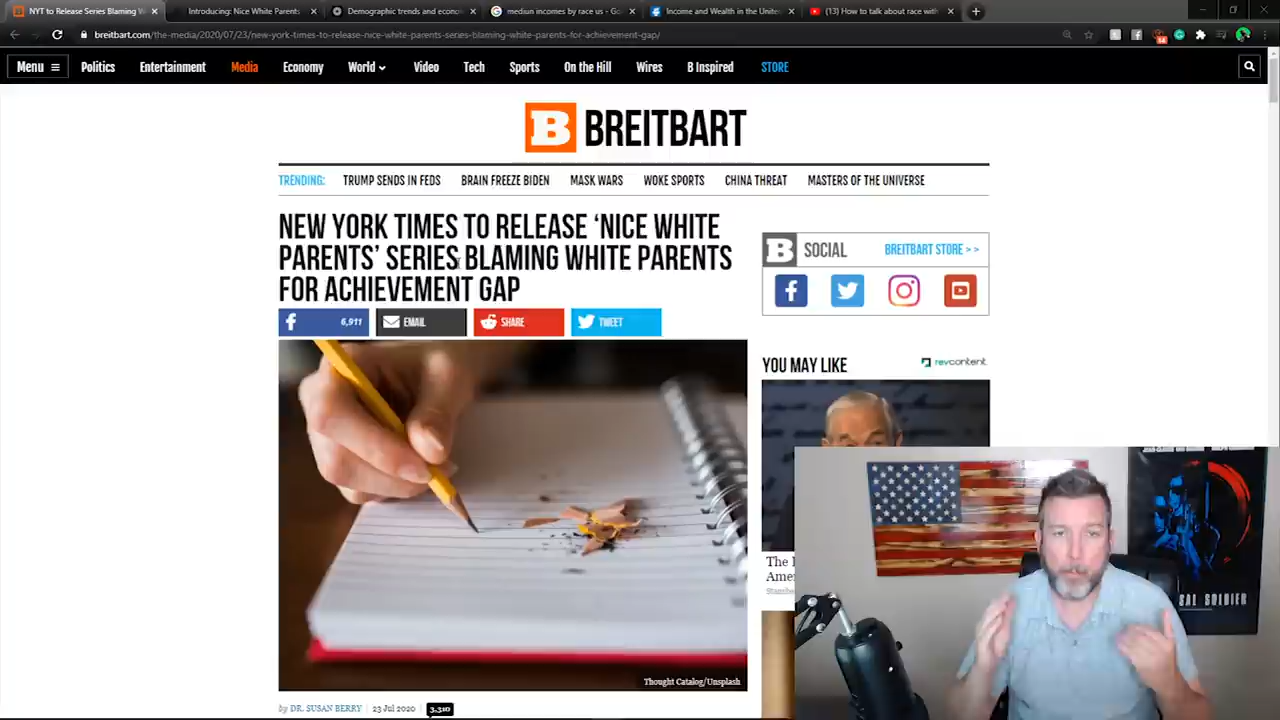 NYT to Release Series Blaming W
Introducing: Nice White Parents
Demographic trends and econo
median incomes by race us - Go
Income and Wealth in the Unite
(13) How to talk about race with
breitbart.com/the-media/2020/07/23/new-york-times-to-release-nice-white-parents-series-blaming-white-parents-for-achievement-gap/
Menu
Politics
Entertainment
Media
Economy
World
Video
Tech
Sports
On the Hill
Wires
B Inspired
STORE
B BREITBART
TRENDING:
TRUMP SENDS IN FEDS
BRAIN FREEZE BIDEN
MASK WARS
WOKE SPORTS
CHINA THREAT
MASTERS OF THE UNIVERSE
NEW YORK TIMES TO RELEASE ‘NICE WHITE
PARENTS’ SERIES BLAMING WHITE PARENTS
FOR ACHIEVEMENT GAP
6,911
EMAIL
SHARE
TWEET
B SOCIAL
BREITBART STORE > >
YOU MAY LIKE
revcontent
The
Amer
Thought Catalog/Unsplash
by DR. SUSAN BERRY
23 Jul 2020
3,310
SAL SOLDIER